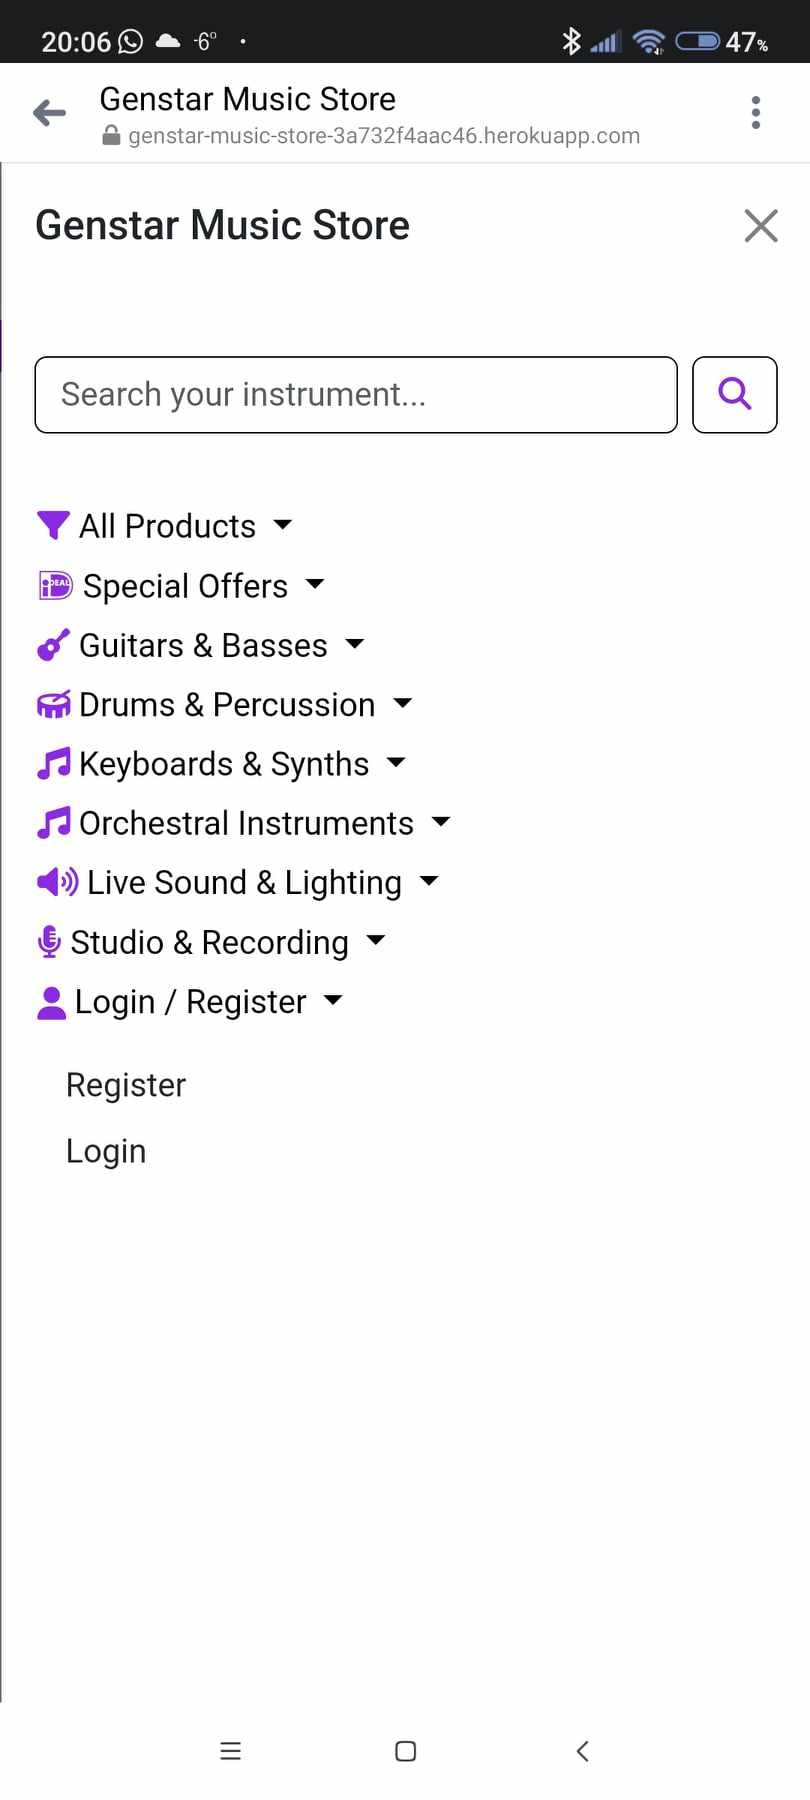 20:06 -6° 47%
Genstar Music Store
genstar-music-store-3a732f4aac46.herokuapp.com
Genstar Music Store
Search your instrument...
All Products
iDEAL Special Offers
Guitars & Basses
Drums & Percussion
Keyboards & Synths
Orchestral Instruments
Live Sound & Lighting
Studio & Recording
Login / Register
Register
Login